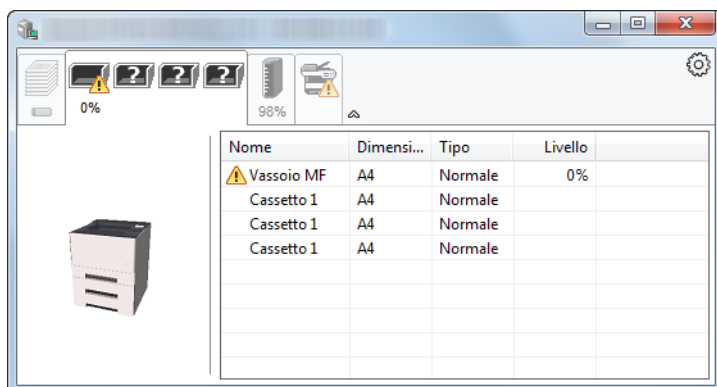 0%
98%
Nome Dimensi... Tipo Livello
Vassoio MF A4 Normale 0%
Cassetto 1 A4 Normale
Cassetto 1 A4 Normale
Cassetto 1 A4 Normale